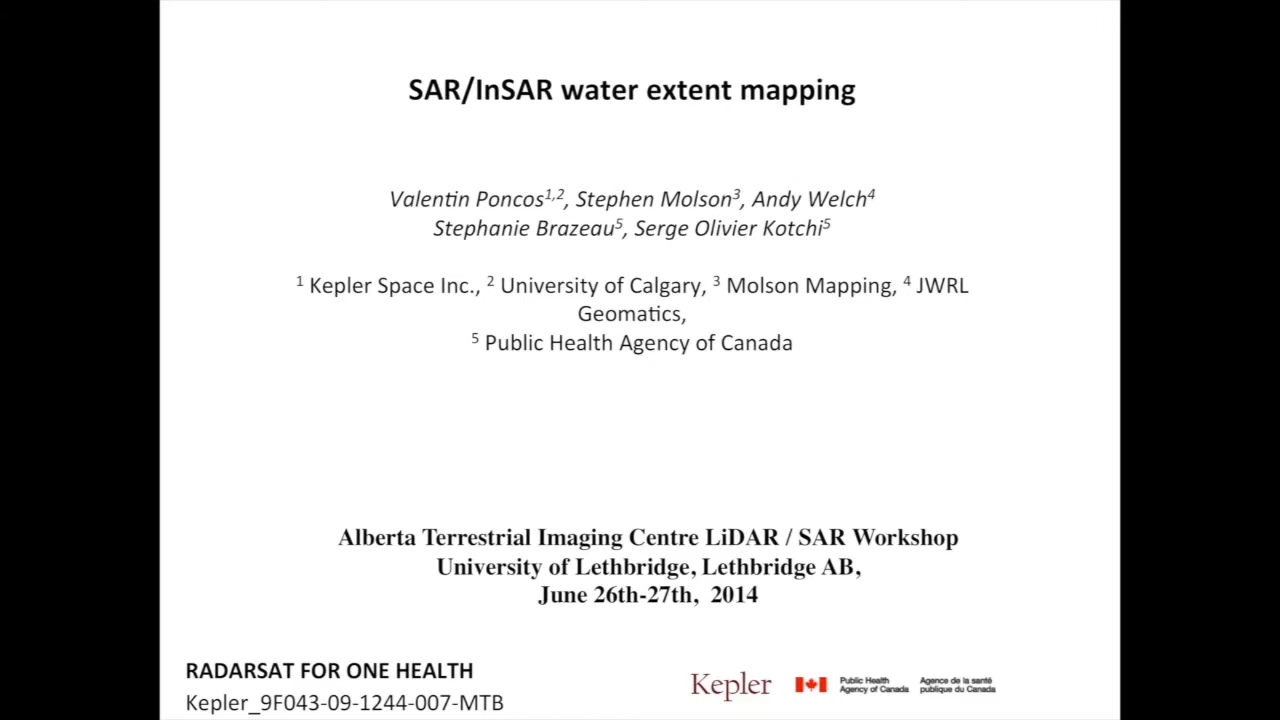 SAR/InSAR water extent mapping
Valentin Poncos1,2, Stephen Molson3, Andy Welch4
Stephanie Brazeau5, Serge Olivier Kotchi5
1 Kepler Space Inc., 2 University of Calgary, 3 Molson Mapping, 4 JWRL
Geomatics,
5 Public Health Agency of Canada
Alberta Terrestrial Imaging Centre LiDAR / SAR Workshop
University of Lethbridge, Lethbridge AB,
June 26th-27th, 2014
RADARSAT FOR ONE HEALTH
Kepler_9F043-09-1244-007-MTB
Kepler
Public Health
Agency of Canada
Agence de la santé
publique du Canada